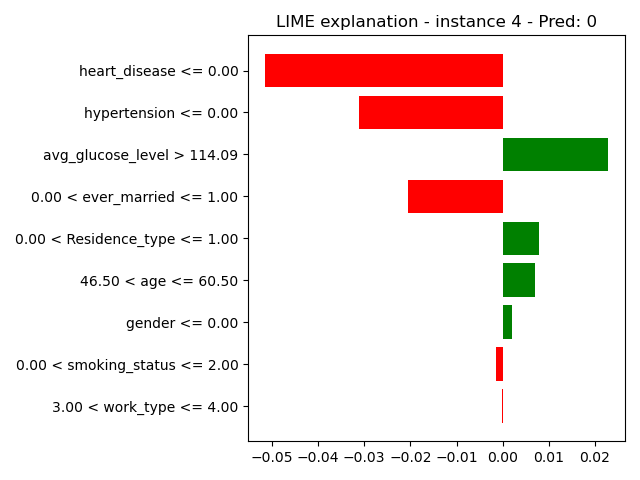 LIME explanation - instance 4 - Pred: 0
heart_disease <= 0.00
hypertension <= 0.00
avg_glucose_level > 114.09
0.00 < ever_married <= 1.00
0.00 < Residence_type <= 1.00
46.50 < age <= 60.50
gender <= 0.00
0.00 < smoking_status <= 2.00
3.00 < work_type <= 4.00
−0.05 −0.04 −0.03 −0.02 −0.01 0.00 0.01 0.02